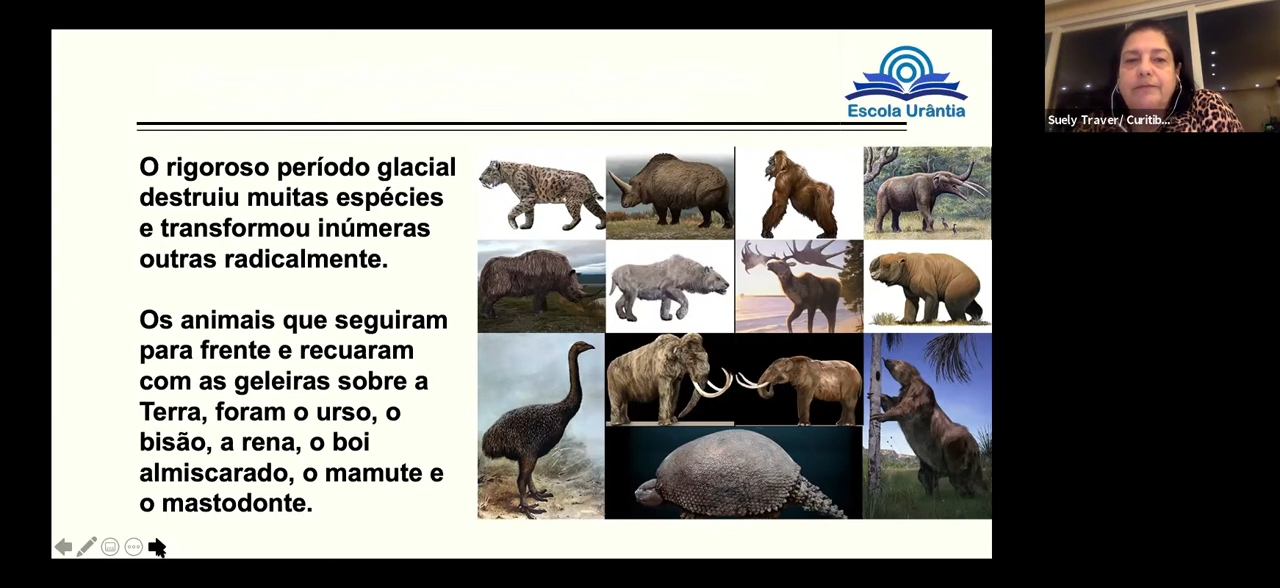 Escola Urântia
Suely Traver/ Curitib...
O rigoroso período glacial
destruiu muitas espécies
e transformou inúmeras
outras radicalmente.
Os animais que seguiram
para frente e recuaram
com as geleiras sobre a
Terra, foram o urso, o
bisão, a rena, o boi
almiscarado, o mamute e
o mastodonte.